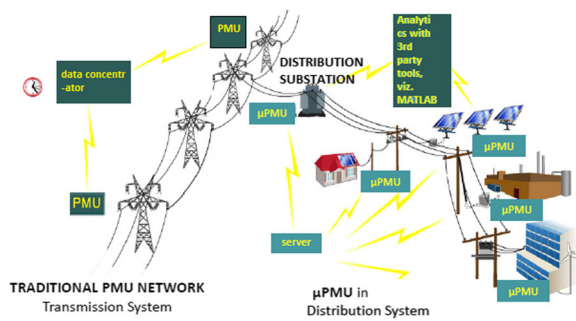 PMU
Analyti
cs with
3rd
party
tools,
viz.
MATLAB
DISTRIBUTION
SUBSTATION
data concentr
-ator
µPMU
µPMU
µPMU
PMU
µPMU
server
µPMU
TRADITIONAL PMU NETWORK
Transmission System
µPMU in
Distribution System